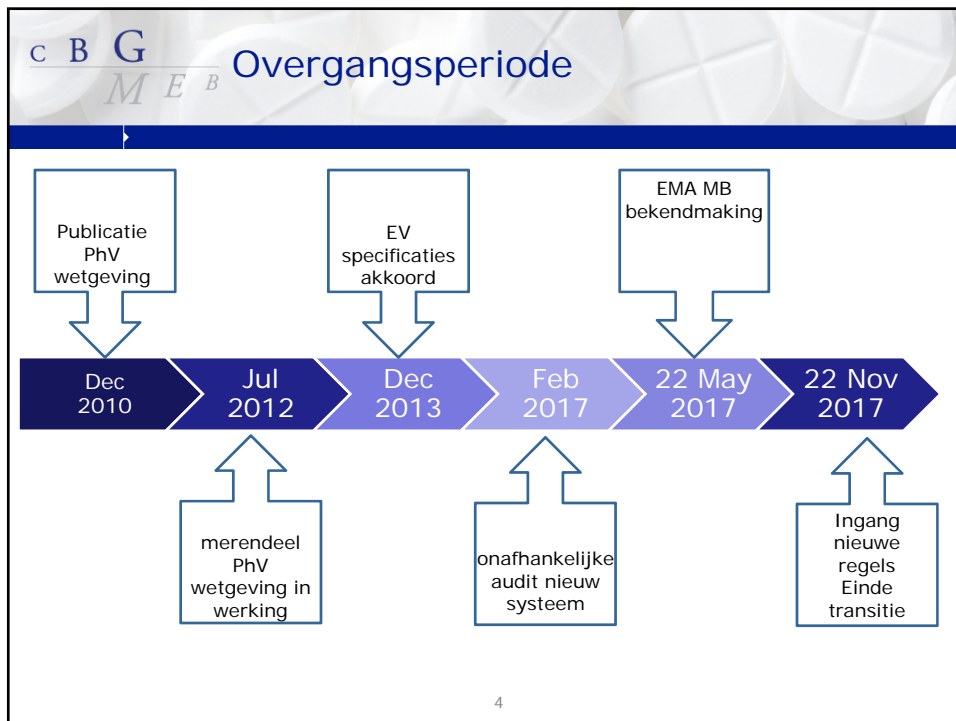 C B G
M E B
Overgangsperiode
Publicatie
PhV
wetgeving
EV
specificaties
akkoord
EMA MB
bekendmaking
Dec
2010
Jul
2012
Dec
2013
Feb
2017
22 May
2017
22 Nov
2017
merendeel
PhV
wetgeving in
werking
onafhankelijke
audit nieuw
systeem
Ingang
nieuwe
regels
Einde
transitie
4